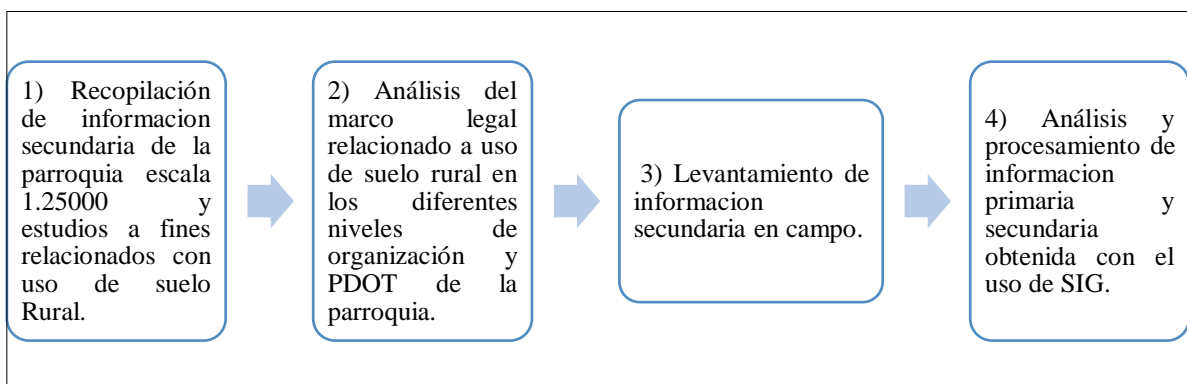 1) Recopilación
de informacion
secundaria de la
parroquia escala
1.25000 y
estudios a fines
relacionados con
uso de suelo
Rural.
2) Análisis del
marco legal
relacionado a uso
de suelo rural en
los diferentes
niveles de
organización y
PDOT de la
parroquia.
3) Levantamiento de
informacion
secundaria en campo.
4) Análisis y
procesamiento de
informacion
primaria y
secundaria
obtenida con el
uso de SIG.